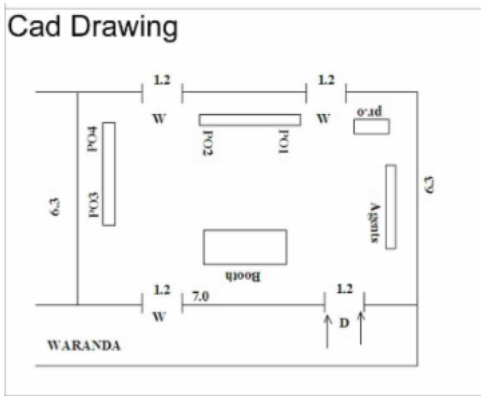 Cad Drawing
1.2
1.2
W
W
pr.o
PO4
PO2
PO1
6.3
PO3
Agents
6.3
Booth
1.2
7.0
1.2
W
D
WARANDA